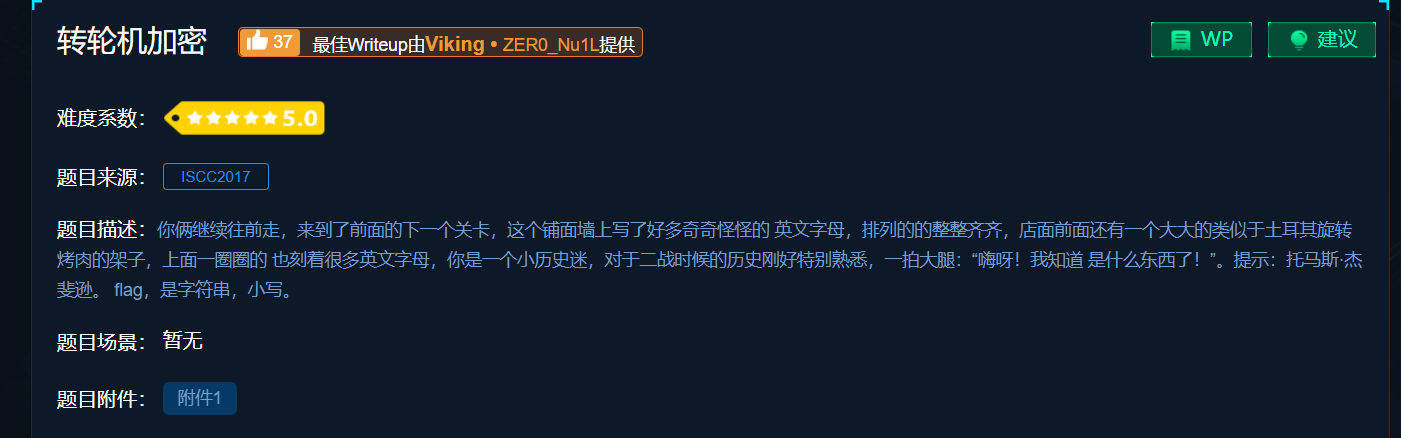 转轮机加密 37 最佳Writeup由Viking • ZER0_Nu1L提供 WP 建议
难度系数： 5.0
题目来源： ISCC2017
题目描述：你俩继续往前走，来到了前面的下一个关卡，这个铺面墙上写了好多奇奇怪怪的 英文字母，排列的的整整齐齐，店面前面还有一个大大的类似于土耳其旋转
烤肉的架子，上面一圈圈的 也刻着很多英文字母，你是一个小历史迷，对于二战时候的历史刚好特别熟悉，一拍大腿：“嗨呀！我知道 是什么东西了！”。提示：托马斯·杰
斐逊。 flag，是字符串，小写。
题目场景： 暂无
题目附件： 附件1